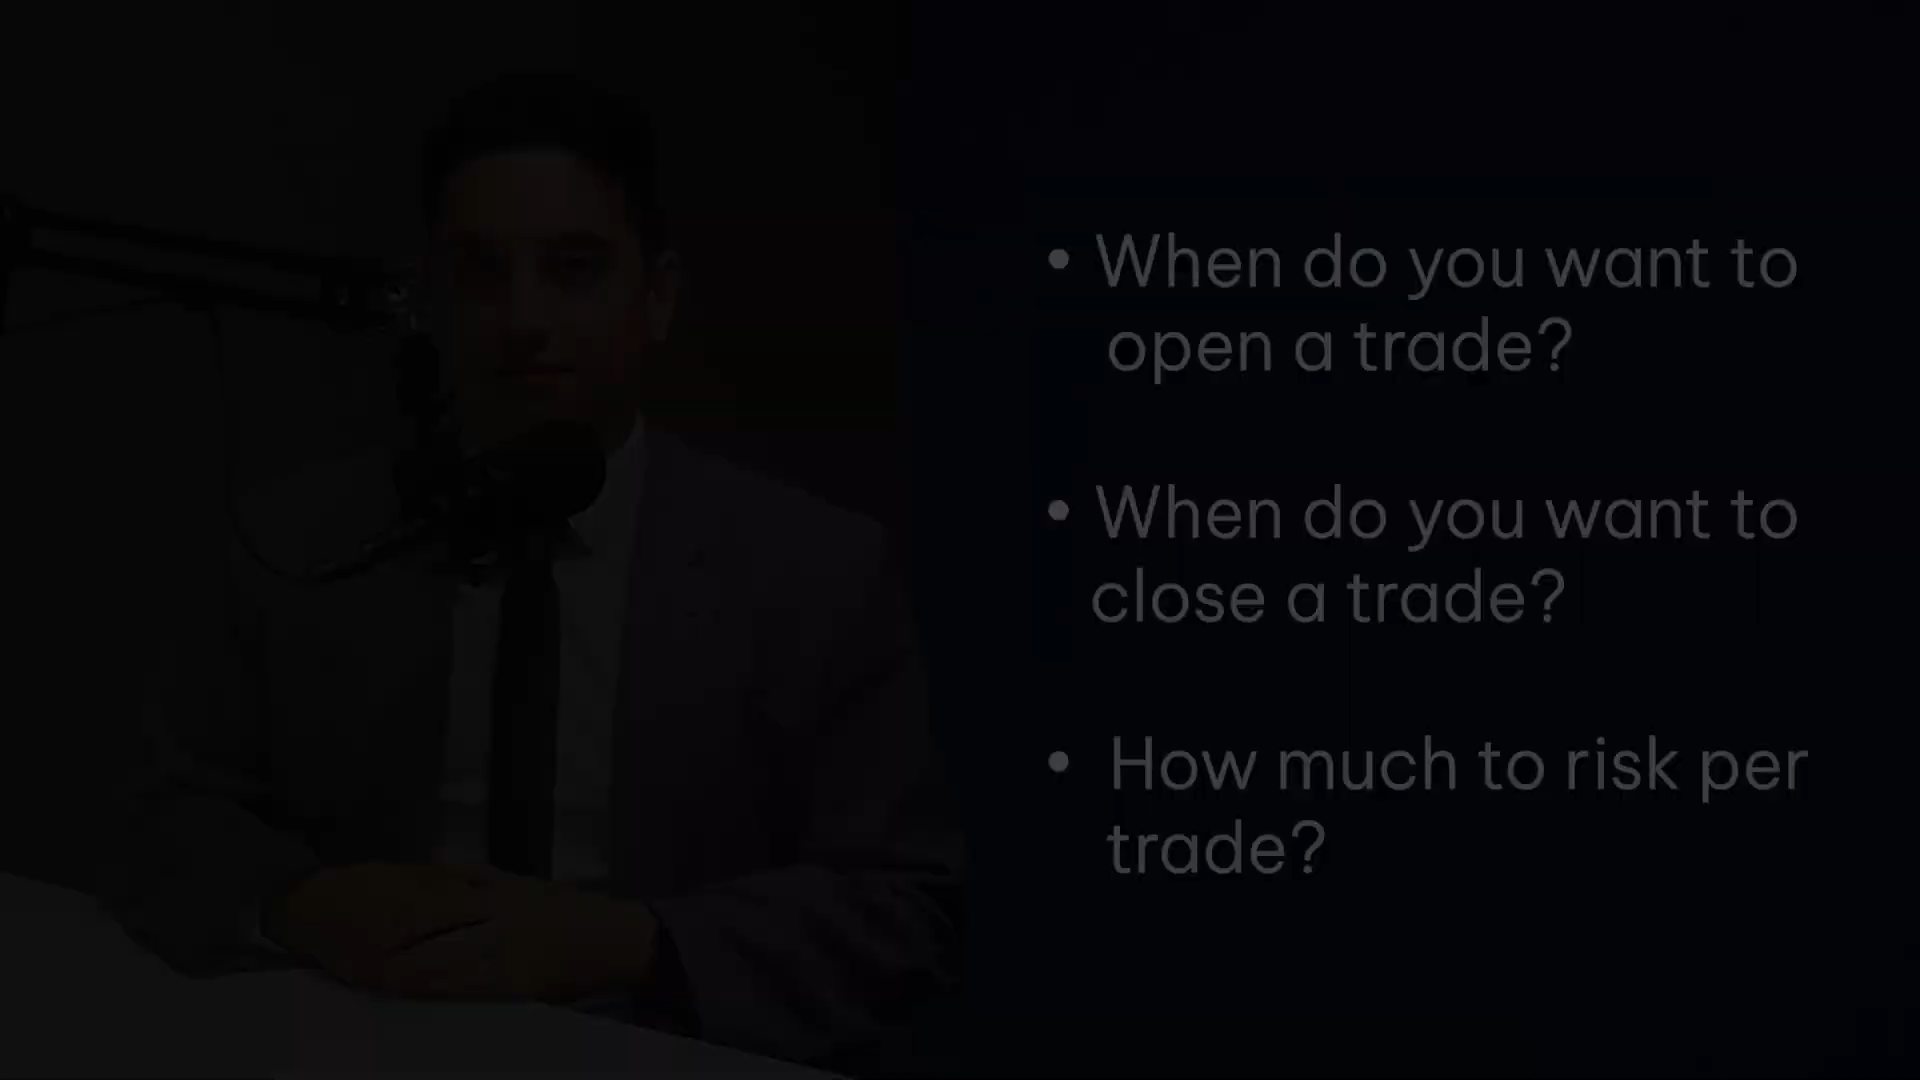 • When do you want to
open a trade?
• When do you want to
close a trade?
• How much to risk per
trade?